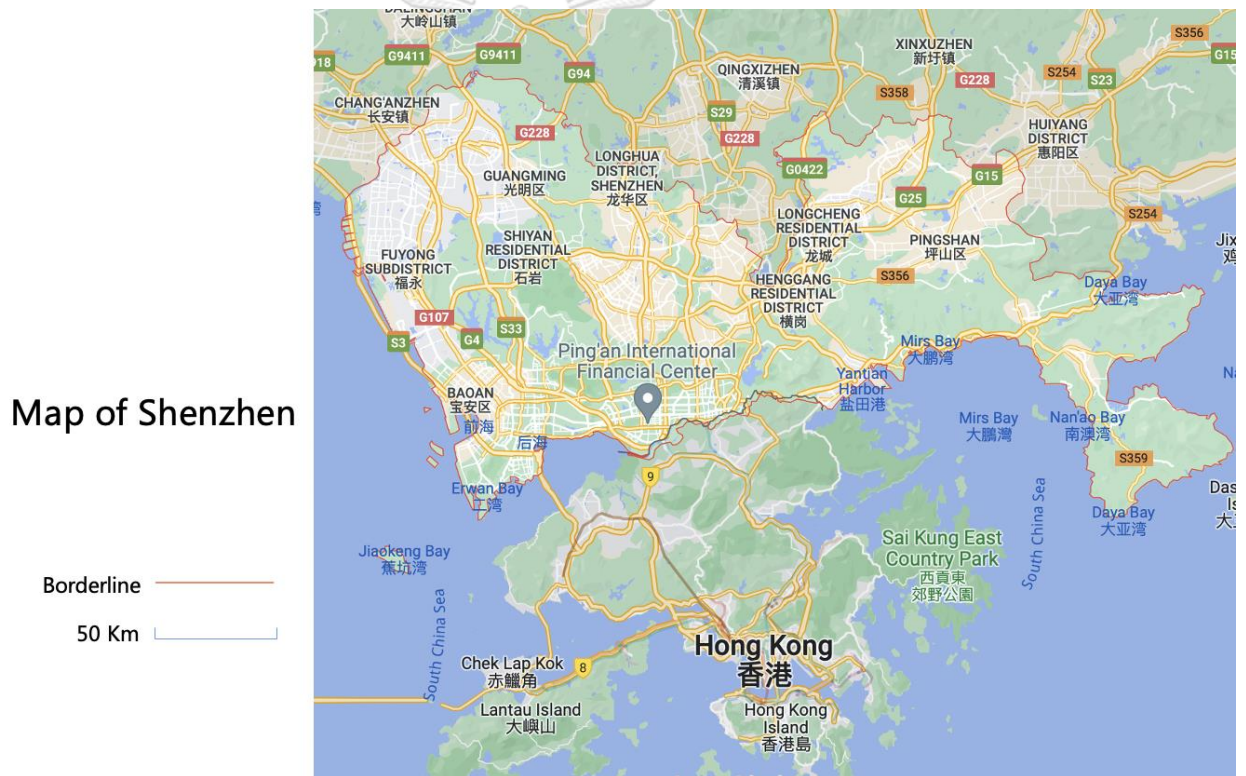 DALINGSHAN
大岭山镇
XINXUZHEN
新圩镇
S356
G15
G9411
G9411
G94
QINGXIZHEN
清溪镇
G228
S254
S23
S358
CHANG'ANZHEN
长安镇
S29
G228
G228
HUIYANG
DISTRICT
惠阳区
GUANGMING
光明区
LONGHUA
DISTRICT,
SHENZHEN
龙华区
G0422
G15
G25
S254
LONGCHENG
RESIDENTIAL
DISTRICT
龙城
SHIYAN
RESIDENTIAL
DISTRICT
石岩
PINGSHAN
坪山区
FUYONG
SUBDISTRICT
福永
S356
HENGGANG
RESIDENTIAL
DISTRICT
横岗
Daya Bay
大亚湾
G107
S33
G4
S3
Ping'an International
Financial Center
Mirs Bay
大鹏湾
Yantian
Harbor
盐田港
BAOAN
宝安区
前海
后海
Map of Shenzhen
Mirs Bay
大鵬灣
Nan'ao Bay
南澳湾
S359
9
Erwan Bay
二湾
Daya Bay
大亚湾
South China Sea
Sai Kung East
Country Park
西貢東
郊野公園
Jiaokeng Bay
蕉坑湾
Borderline
50 Km
South China Sea
Hong Kong
香港
Chek Lap Kok
赤鱲角
8
Lantau Island
大嶼山
Hong Kong
Island
香港島